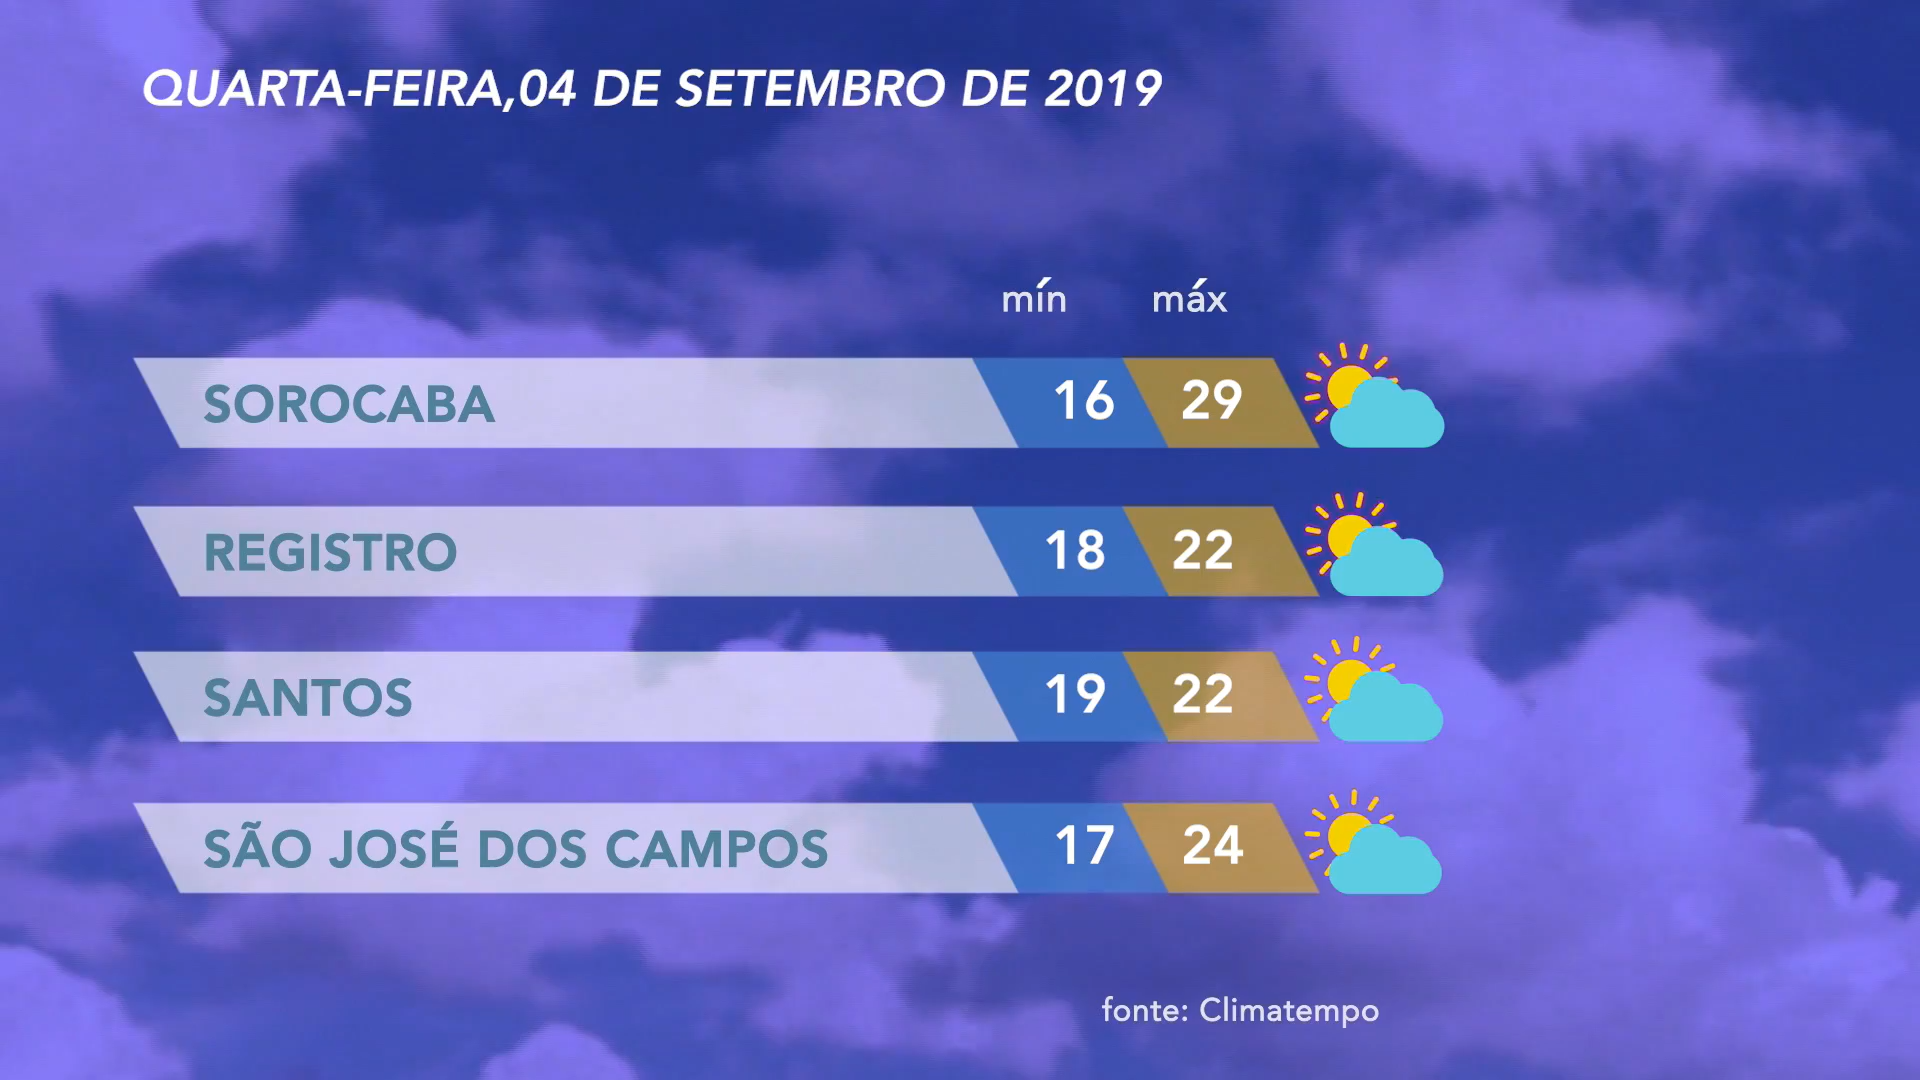 QUARTA-FEIRA,04 DE SETEMBRO DE 2019
mín máx
SOROCABA 16 29
REGISTRO 18 22
SANTOS 19 22
SÃO JOSÉ DOS CAMPOS 17 24
fonte: Climatempo